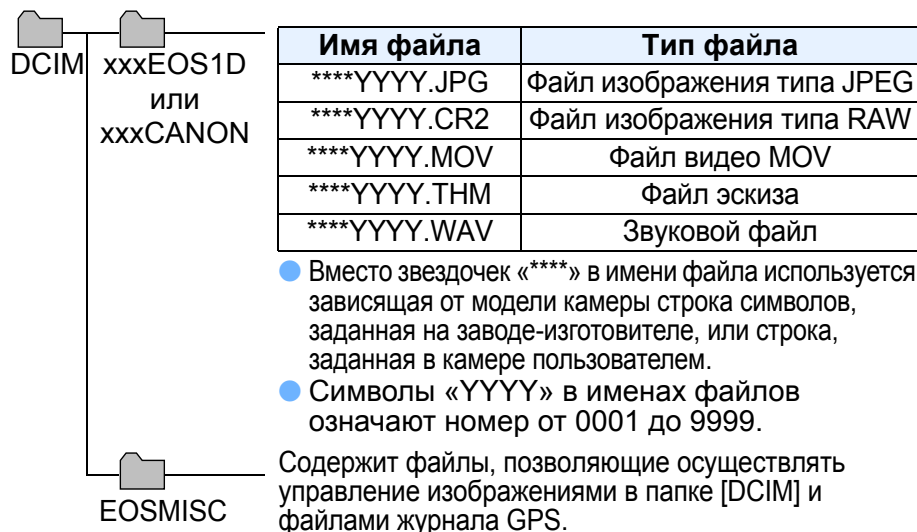 DCIM
xxxEOS1D
или
xxxCANON
Имя файла Тип файла
****YYYY.JPG Файл изображения типа JPEG
****YYYY.CR2 Файл изображения типа RAW
****YYYY.MOV Файл видео MOV
****YYYY.THM Файл эскиза
****YYYY.WAV Звуковой файл
● Вместо звездочек «****» в имени файла используется
зависящая от модели камеры строка символов,
заданная на заводе-изготовителе, или строка,
заданная в камере пользователем.
● Символы «YYYY» в именах файлов
означают номер от 0001 до 9999.
EOSMISC
Содержит файлы, позволяющие осуществлять
управление изображениями в папке [DCIM] и
файлами журнала GPS.